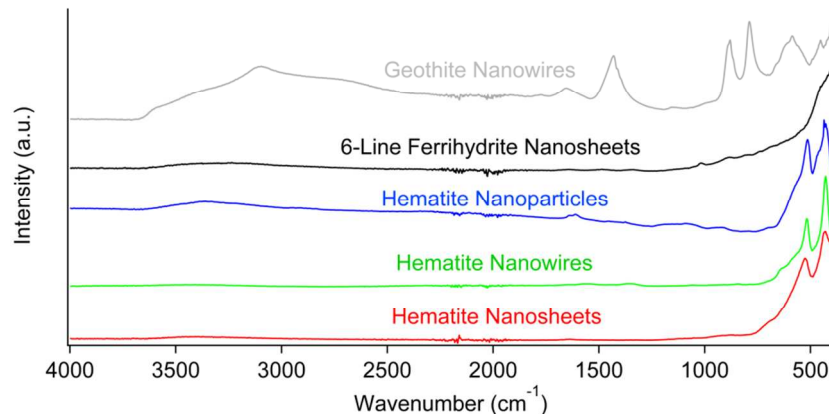 Geothite Nanowires
6-Line Ferrihydrite Nanosheets
Hematite Nanoparticles
Hematite Nanowires
Hematite Nanosheets
Intensity (a.u.)
4000 3500 3000 2500 2000 1500 1000 500
Wavenumber (cm⁻¹)